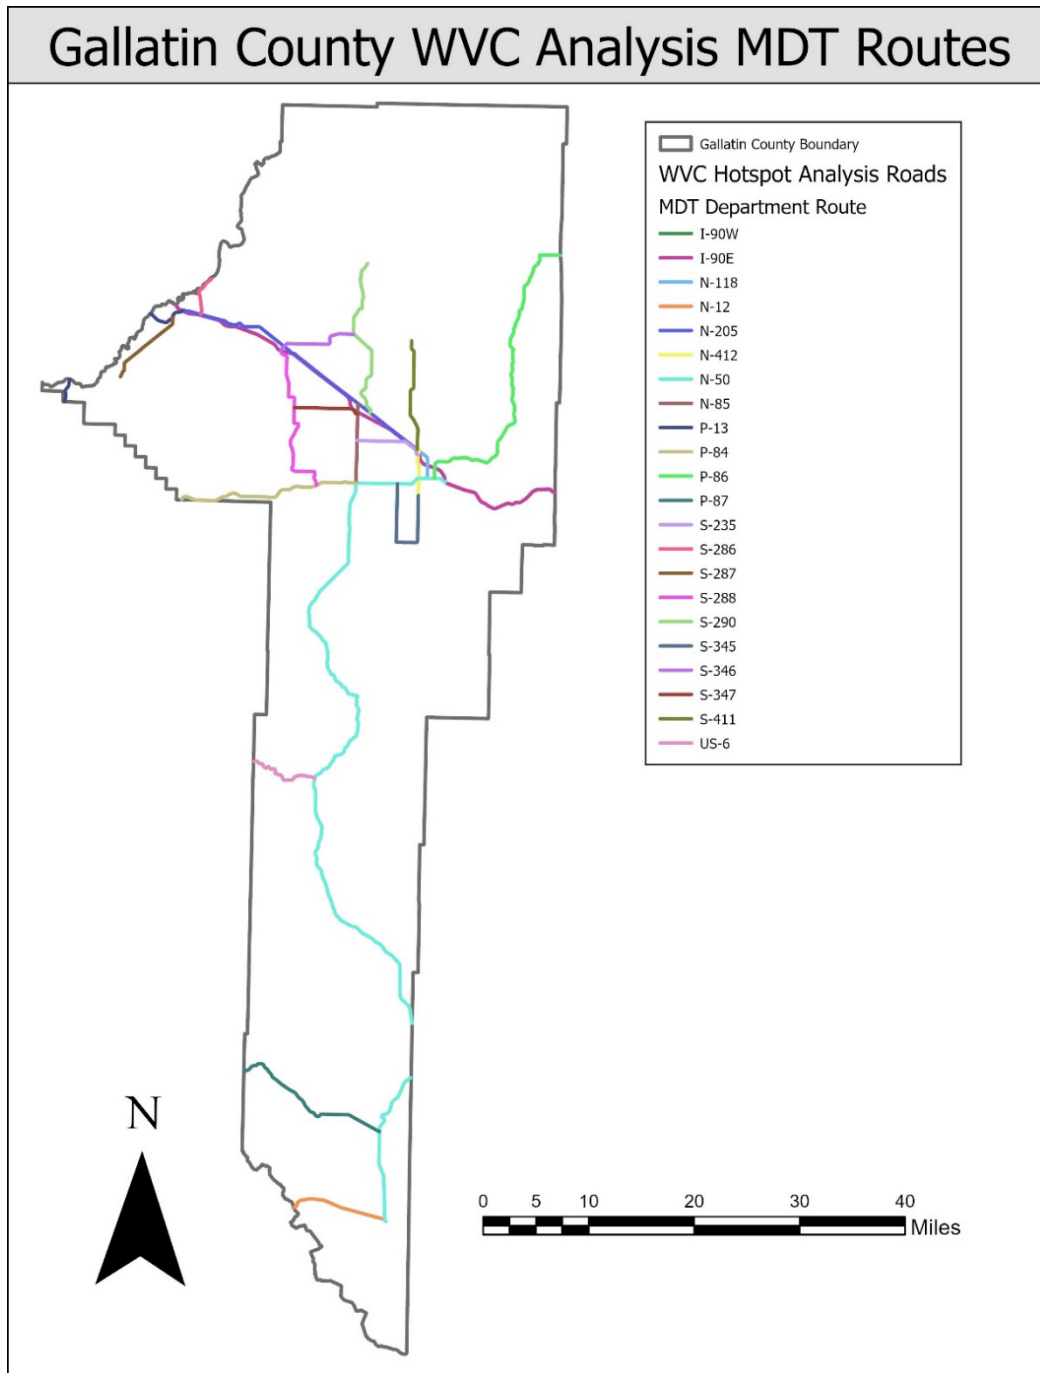 Gallatin County WVC Analysis MDT Routes
Gallatin County Boundary
WVC Hotspot Analysis Roads
MDT Department Route
I-90W
I-90E
N-118
N-12
N-205
N-412
N-50
N-85
P-13
P-84
P-86
P-87
S-235
S-286
S-287
S-288
S-290
S-345
S-346
S-347
S-411
US-6
N
0 5 10 20 30 40
Miles